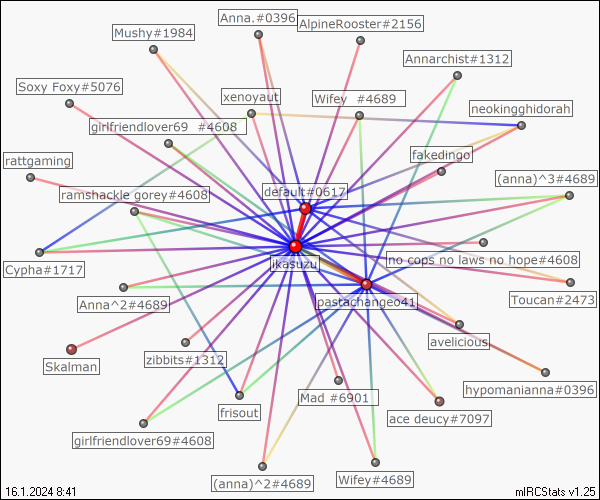 Anna.#0396
AlpineRooster#2156
Mushy#1984
Annarchist#1312
Soxy Foxy#5076
xenoyaut
Wifey #4689
neokingghidorah
girlfriendlover69 #4608
fakedingo
rattgaming
(anna)^3#4689
ramshackle gorey#4608
default#0617
no cops no laws no hope#4608
ikasuzu
Cypha#1717
Toucan#2473
Anna^2#4689
pastachangeo41
avelicious
zibbits#1312
Skalman
hypomanianna#0396
Mad #6901
frisout
ace deucy#7097
girlfriendlover69#4608
Wifey#4689
(anna)^2#4689
16.1.2024 8:41
mIRCStats v1.25